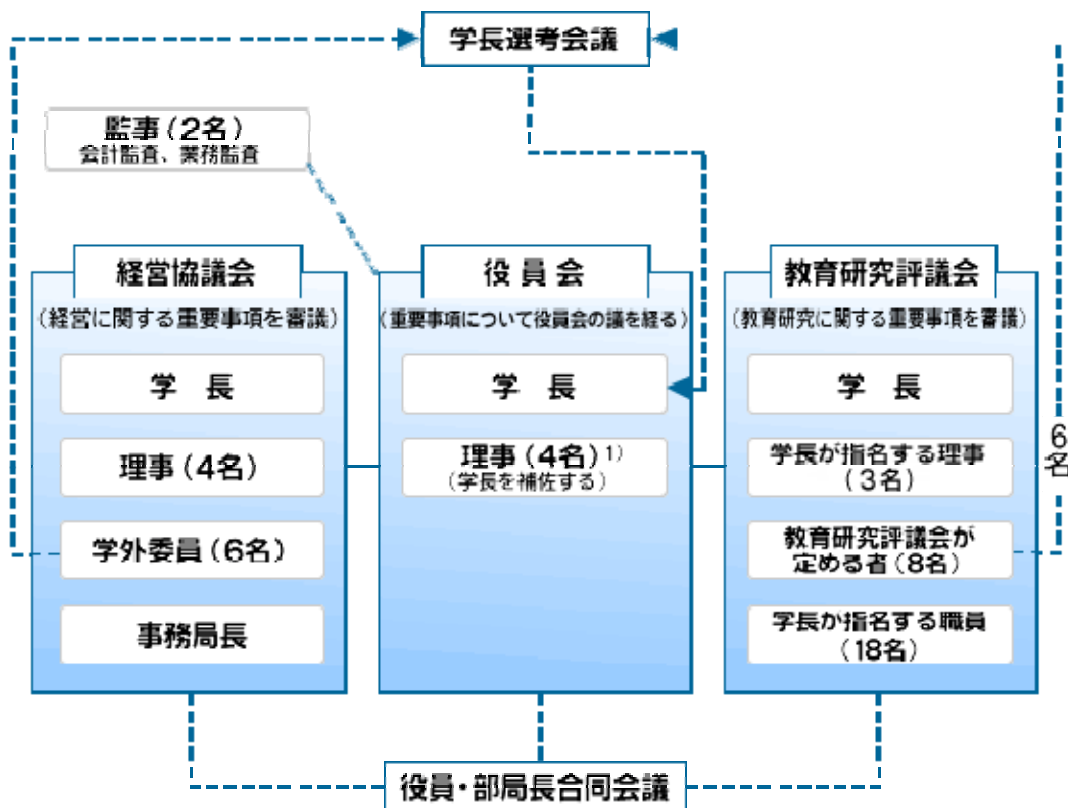 学長選考会議
監事(2名)
会計監査、業務監査
経営協議会
(経営に関する重要事項を審議)
学 長
理事(4名)
学外委員(6名)
事務局長
役 員 会
(重要事項について役員会の議を経る)
学 長
理事(4名)1)
(学長を補佐する)
教育研究評議会
(教育研究に関する重要事項を審議)
学 長
学長が指名する理事
(3名)
教育研究評議会が
定める者(8名)
学長が指名する職員
(18名)
6名
役員・部局長合同会議